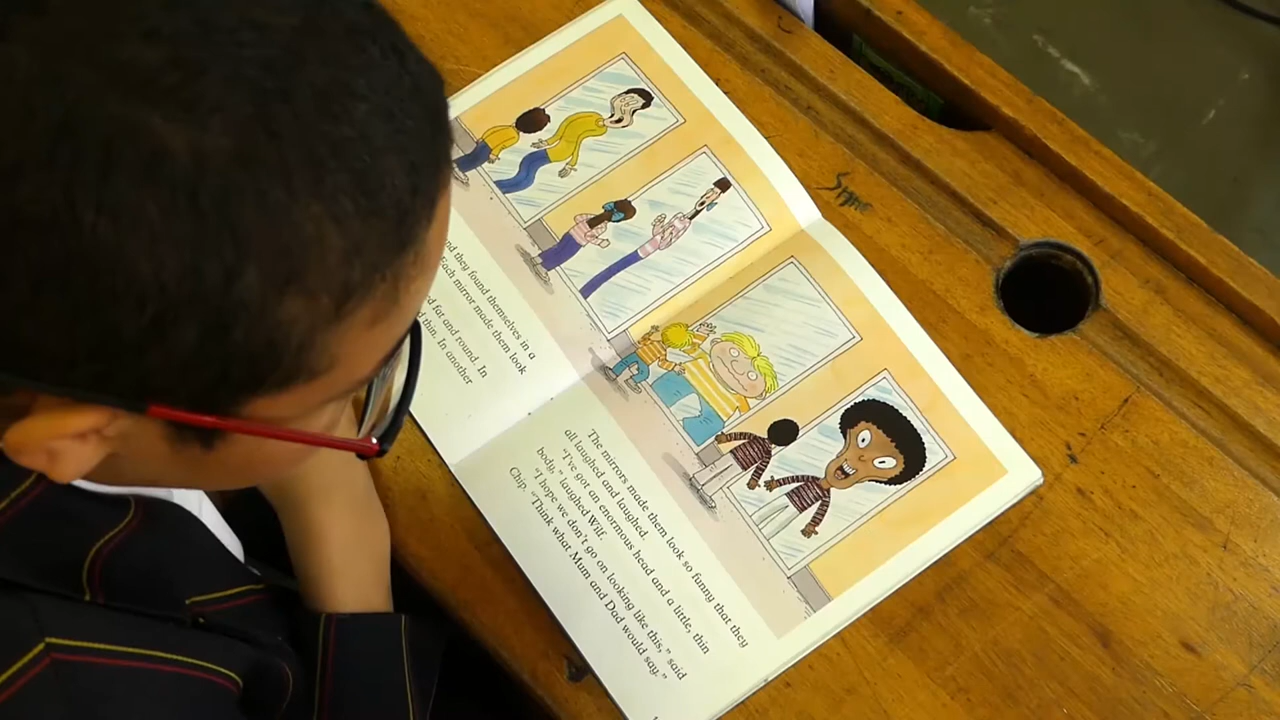 nd they found themselves in a
Each mirror made them look
ed fat and round. In
d thin. In another
The mirrors made them look so funny that they
all laughed and laughed.
"I've got an enormous head and a little, thin
body," laughed Wilf.
"I hope we don't go on looking like this," said
Chip. "Think what Mum and Dad would say."